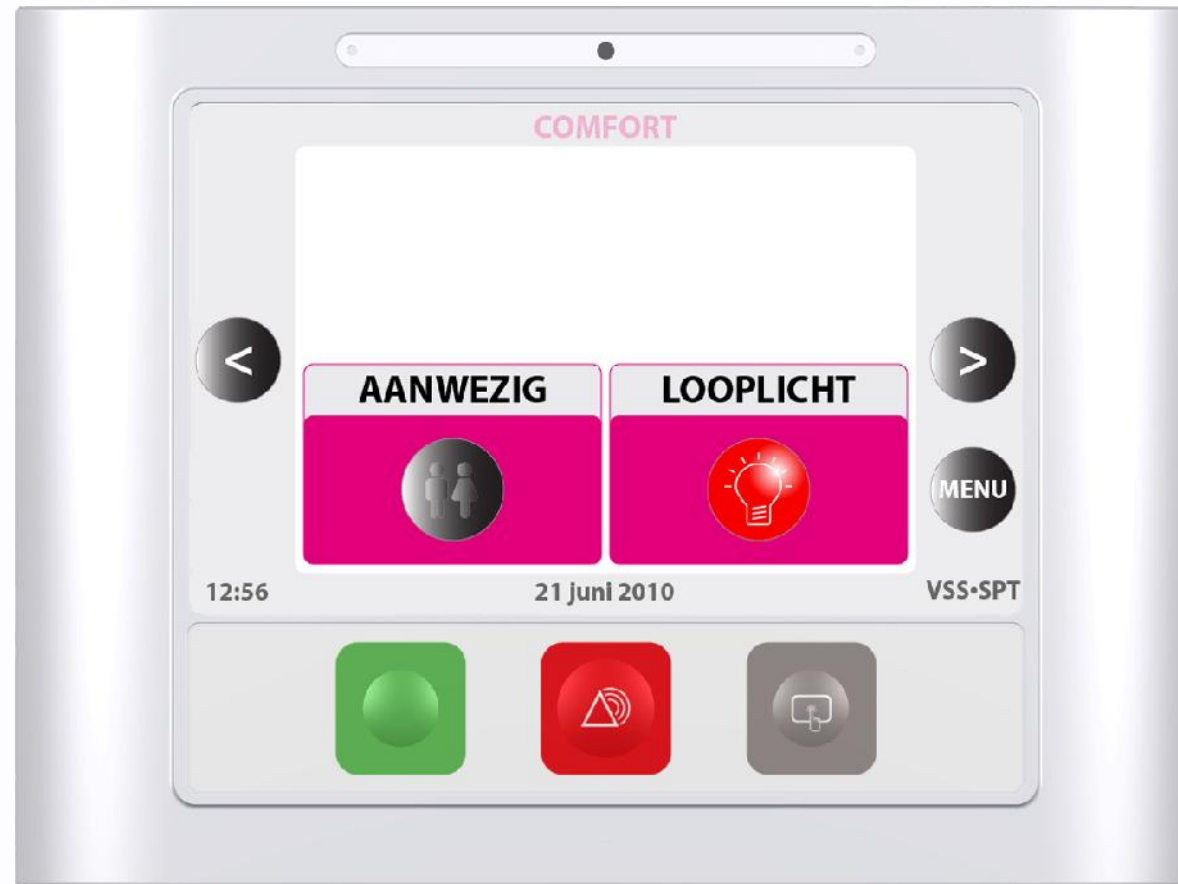 COMFORT
<
>
AANWEZIG
LOOPLICHT
MENU
12:56
21 juni 2010
VSS•SPT